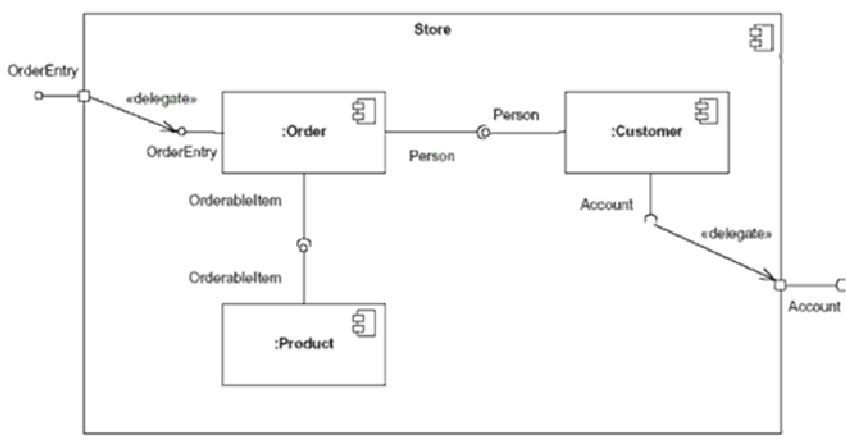 Store
OrderEntry
«delegate»
:Order
Person
:Customer
OrderEntry
Person
OrderableItem
Account
«delegate»
OrderableItem
Account
:Product